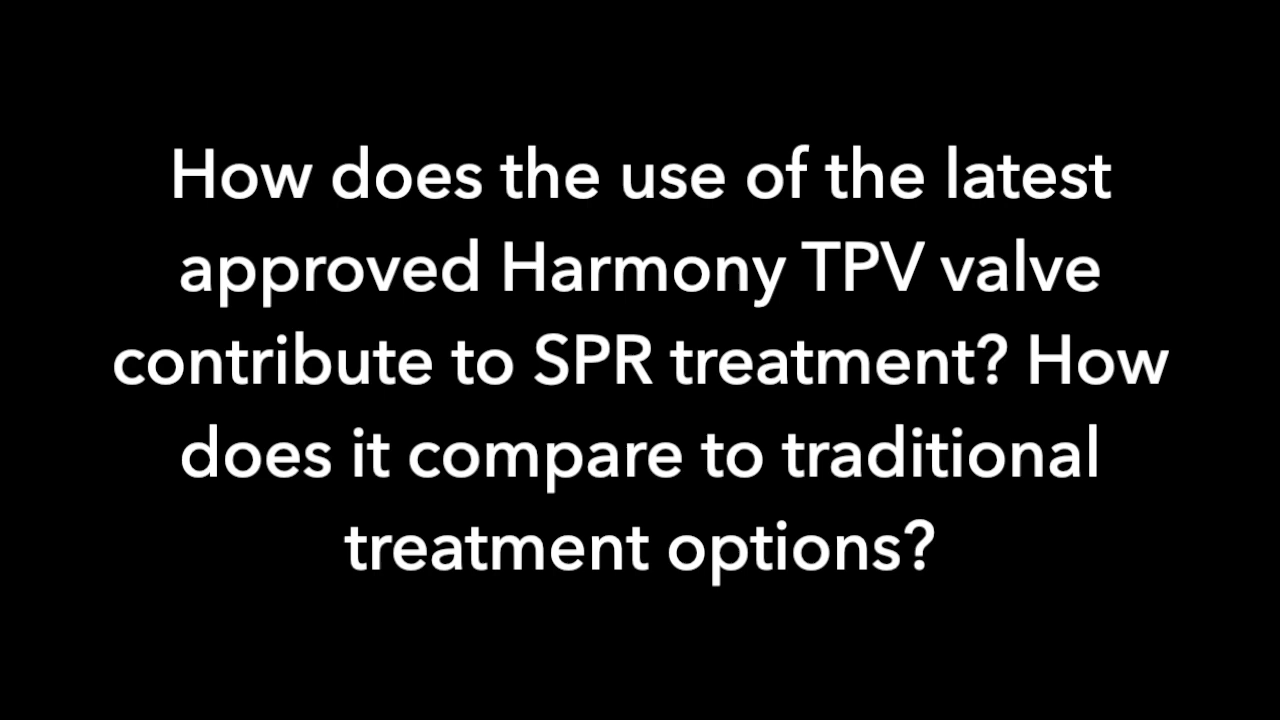 How does the use of the latest
approved Harmony TPV valve
contribute to SPR treatment? How
does it compare to traditional
treatment options?